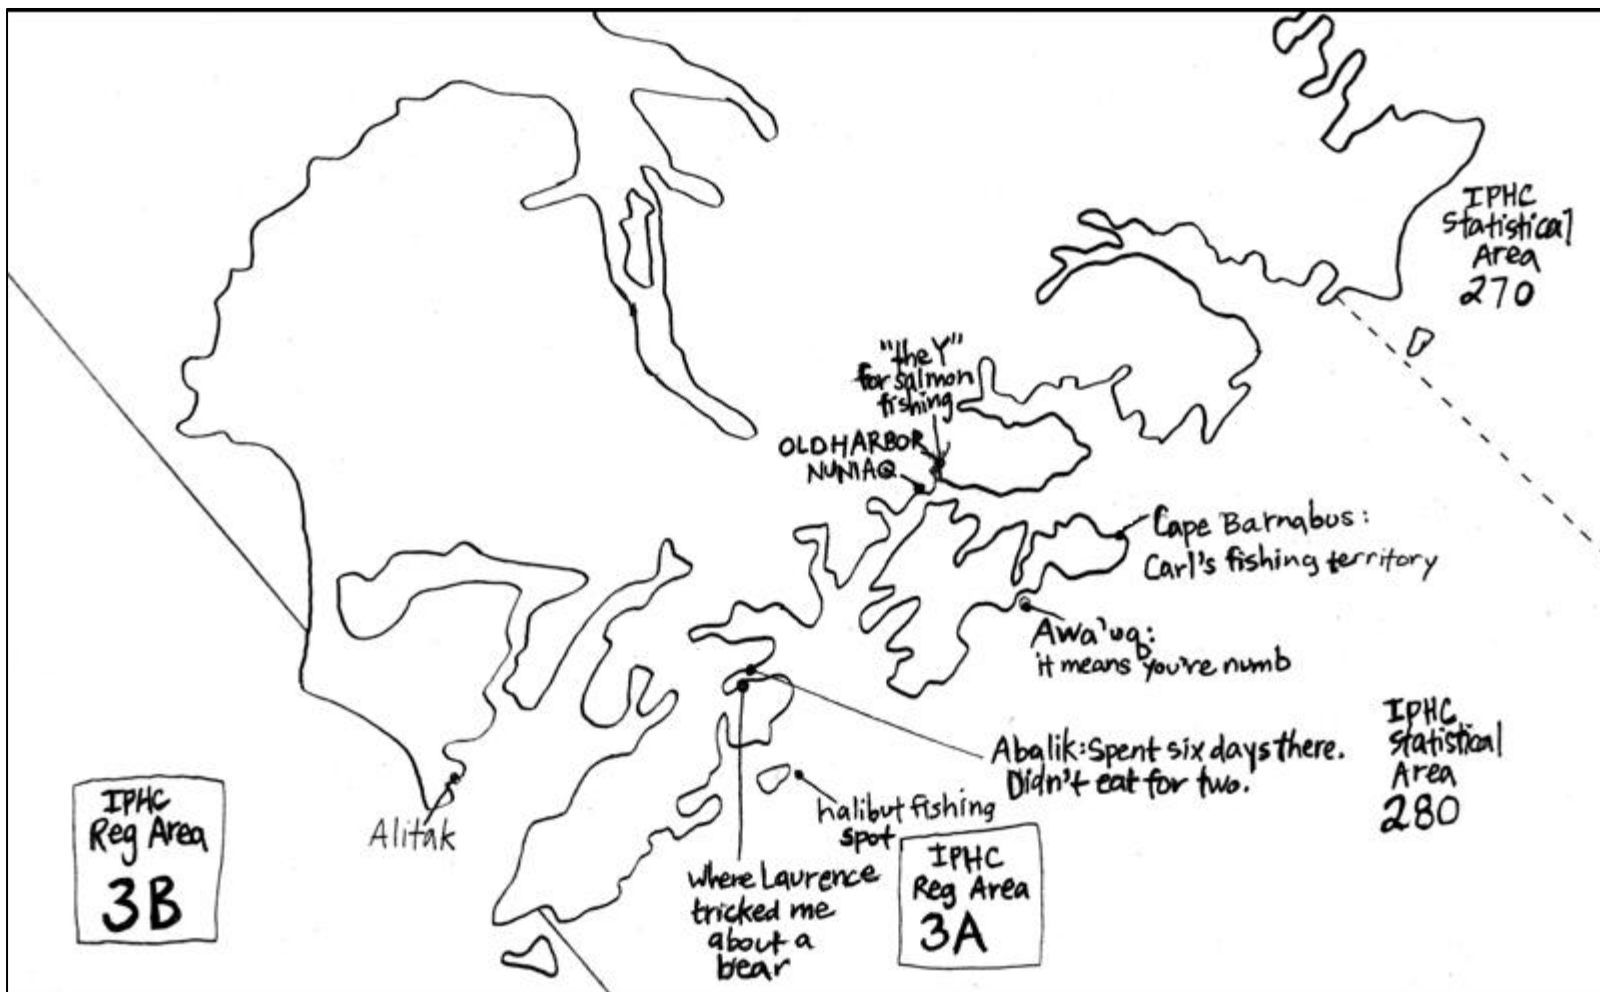 IPHC
Statistical
Area
270
"the Y"
for salmon
fishing
OLD HARBOR
NUNIAQ
Cape Barnabus:
Carl's fishing territory
Awa'uq:
it means you're numb
Abalik: Spent six days there.
Didn't eat for two.
IPHC
Statistical
Area
280
IPHC
Reg Area
3B
Alitak
halibut fishing
spot
IPHC
Reg Area
3A
where Laurence
tricked me
about a
bear